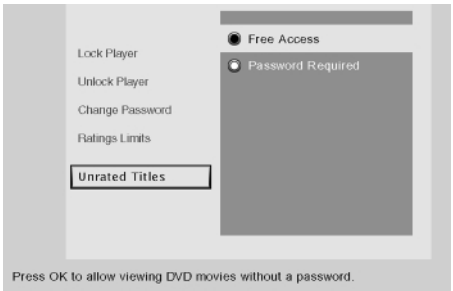 Free Access
Lock Player
Password Required
Unlock Player
Change Password
Ratings Limits
Unrated Titles
Press OK to allow viewing DVD movies without a password.